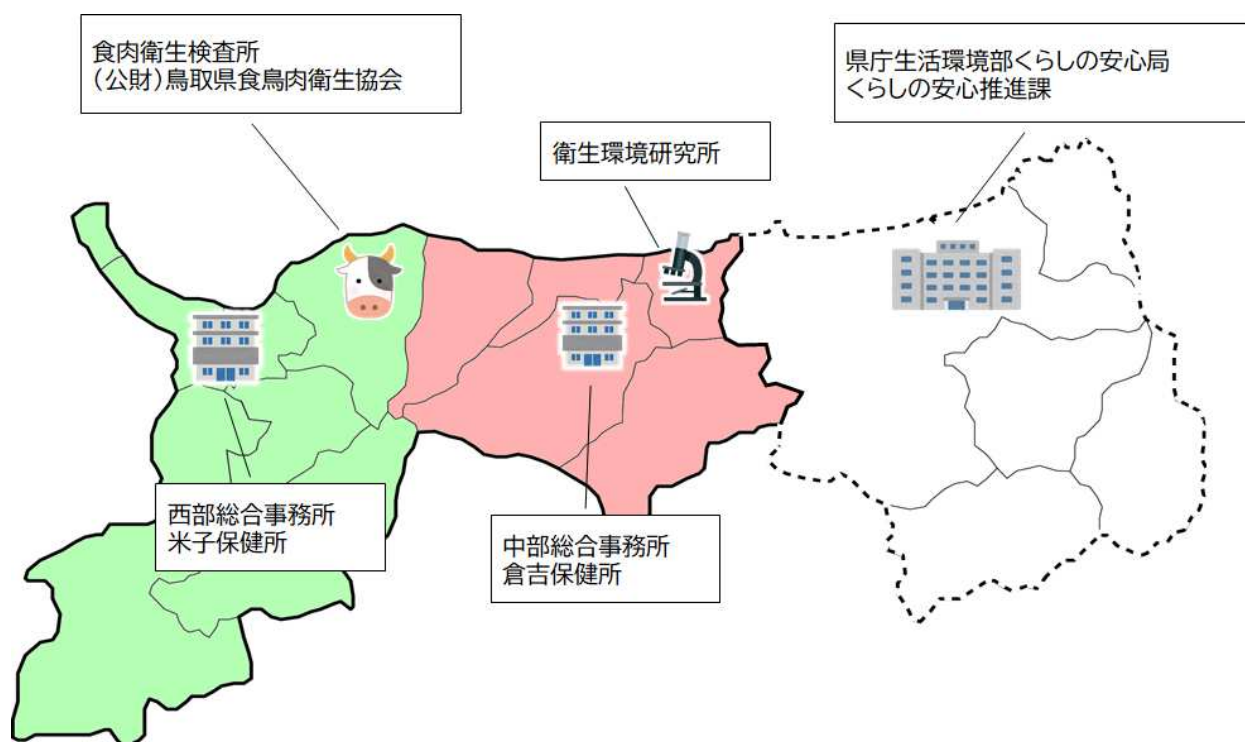 食肉衛生検査所
（公財）鳥取県食鳥肉衛生協会
県庁生活環境部くらしの安心局
くらしの安心推進課
衛生環境研究所
西部総合事務所
米子保健所
中部総合事務所
倉吉保健所